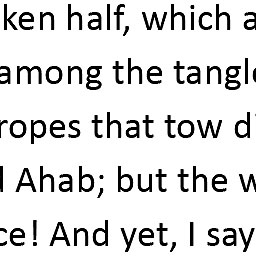 ken half, which a
among the tangle
ropes that tow d
d Ahab; but the w
ce! And yet, I say